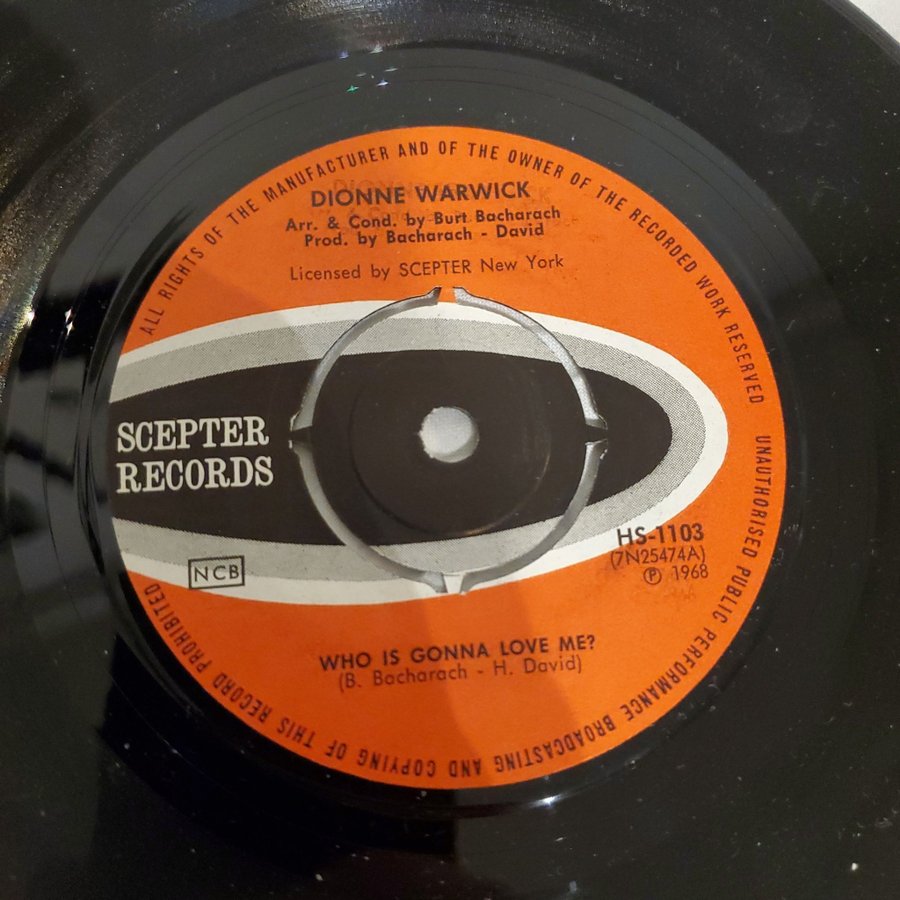 ALL RIGHTS OF THE MANUFACTURER AND OF THE OWNER OF THE RECORDED WORK RESERVED
UNAUTHORISED PUBLIC PERFORMANCE BROADCASTING AND COPYING OF THIS RECORD PROHIBITED
DIONNE WARWICK
Arr. & Cond. by Burt Bacharach
Prod. by Bacharach - David
Licensed by SCEPTER New York
SCEPTER
RECORDS
NCB
HS-1103
(7N25474A)
℗ 1968
WHO IS GONNA LOVE ME?
(B. Bacharach - H. David)